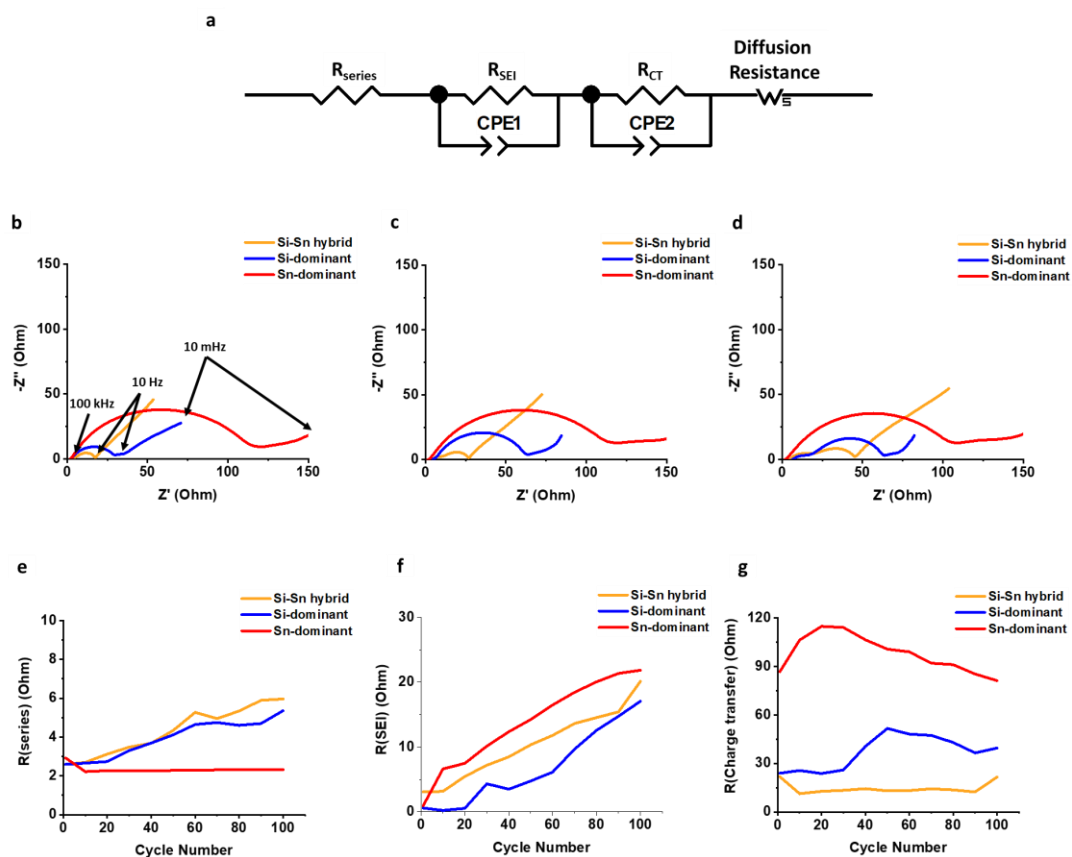 a
Diffusion
Resistance
Rseries
RSEI
RCT
S
CPE1
CPE2
b
Si-Sn hybrid
Si-dominant
Sn-dominant
150
100
50
0
-Z'' (Ohm)
100 kHz
10 Hz
10 mHz
0
50
100
150
Z' (Ohm)
c
Si-Sn hybrid
Si-dominant
Sn-dominant
150
100
50
0
-Z'' (Ohm)
0
50
100
150
Z' (Ohm)
d
Si-Sn hybrid
Si-dominant
Sn-dominant
150
100
50
0
-Z'' (Ohm)
0
50
100
150
Z' (Ohm)
e
Si-Sn hybrid
Si-dominant
Sn-dominant
10
8
6
4
2
0
R(series) (Ohm)
0
20
40
60
80
100
Cycle Number
f
Si-Sn hybrid
Si-dominant
Sn-dominant
30
20
10
0
R(SEI) (Ohm)
0
20
40
60
80
100
Cycle Number
g
Si-Sn hybrid
Si-dominant
Sn-dominant
120
90
60
30
0
R(Charge transfer) (Ohm)
0
20
40
60
80
100
Cycle Number